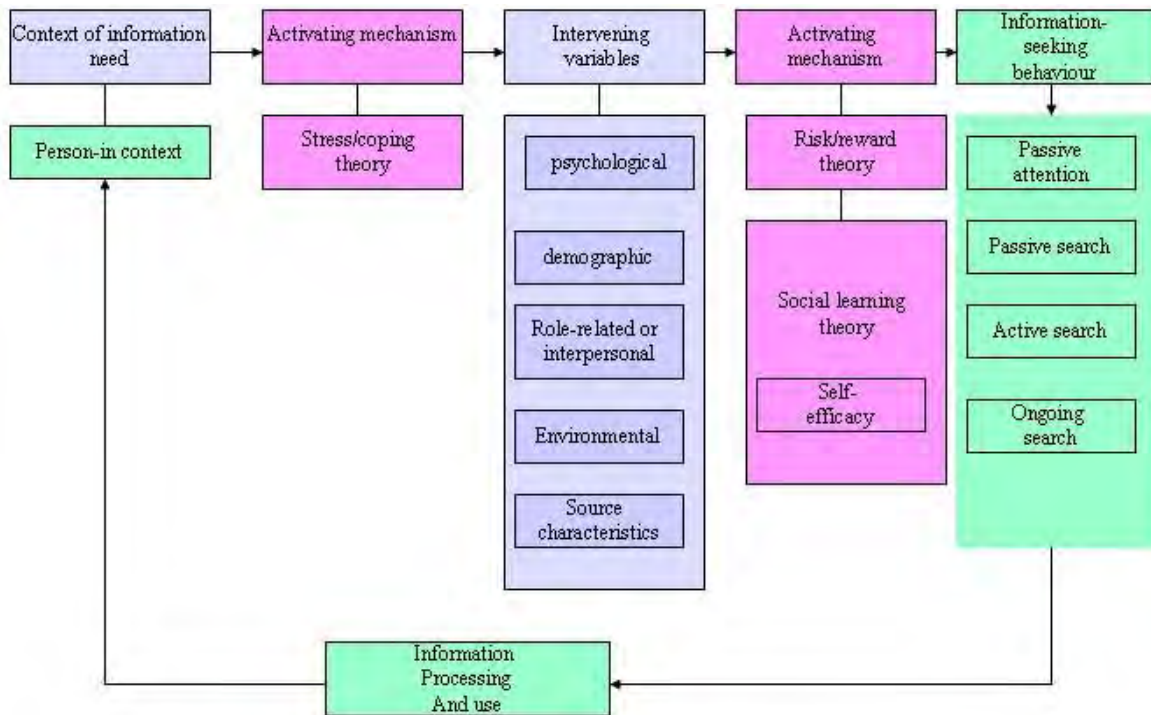 Context of information
need
Activating mechanism
Intervening
variables
Activating
mechanism
Information-
seeking
behaviour
Person-in context
Stress/coping
theory
psychological
demographic
Role-related or
interpersonal
Environmental
Source
characteristics
Risk/reward
theory
Social learning
theory
Self-
efficacy
Passive
attention
Passive search
Active search
Ongoing
search
Information
Processing
And use